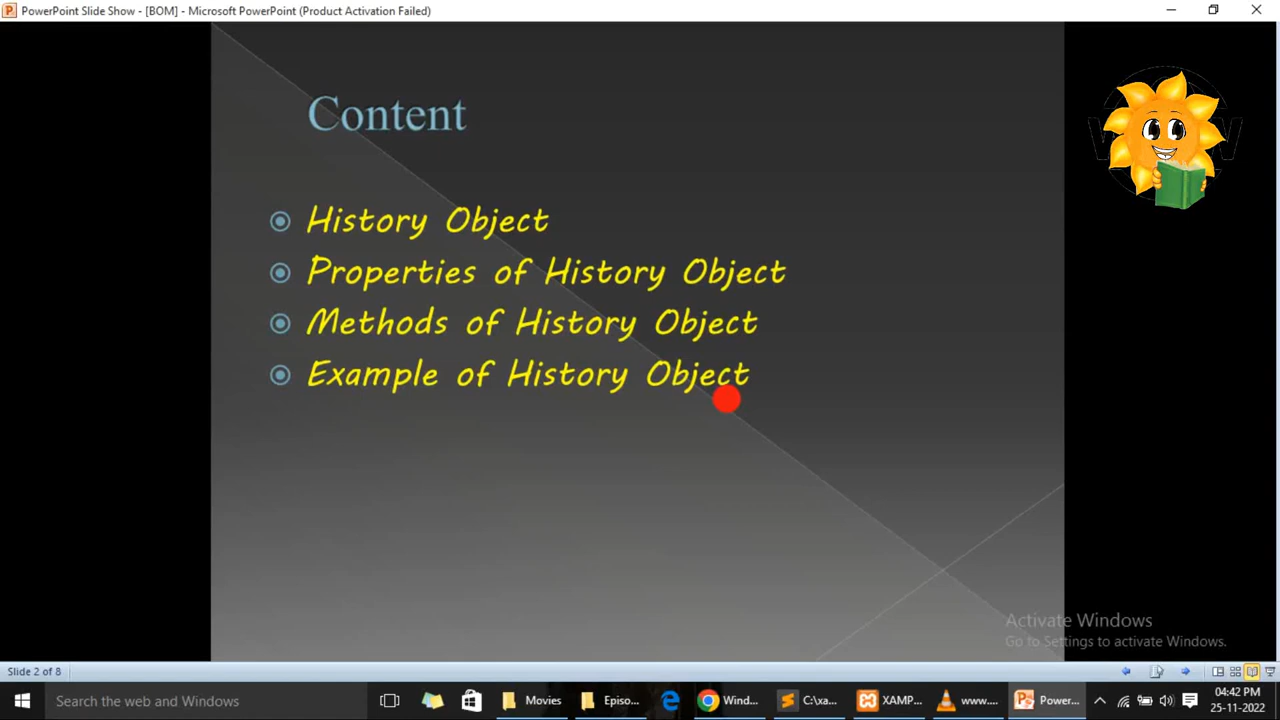 PowerPoint Slide Show - [BOM] - Microsoft PowerPoint (Product Activation Failed)
Content
History Object
Properties of History Object
Methods of History Object
Example of History Object
Activate Windows
Go to Settings to activate Windows.
Slide 2 of 8
Search the web and Windows
Movies
Episo...
Wind...
C:\xa...
XAMP...
www....
Power...
04:42 PM
25-11-2022